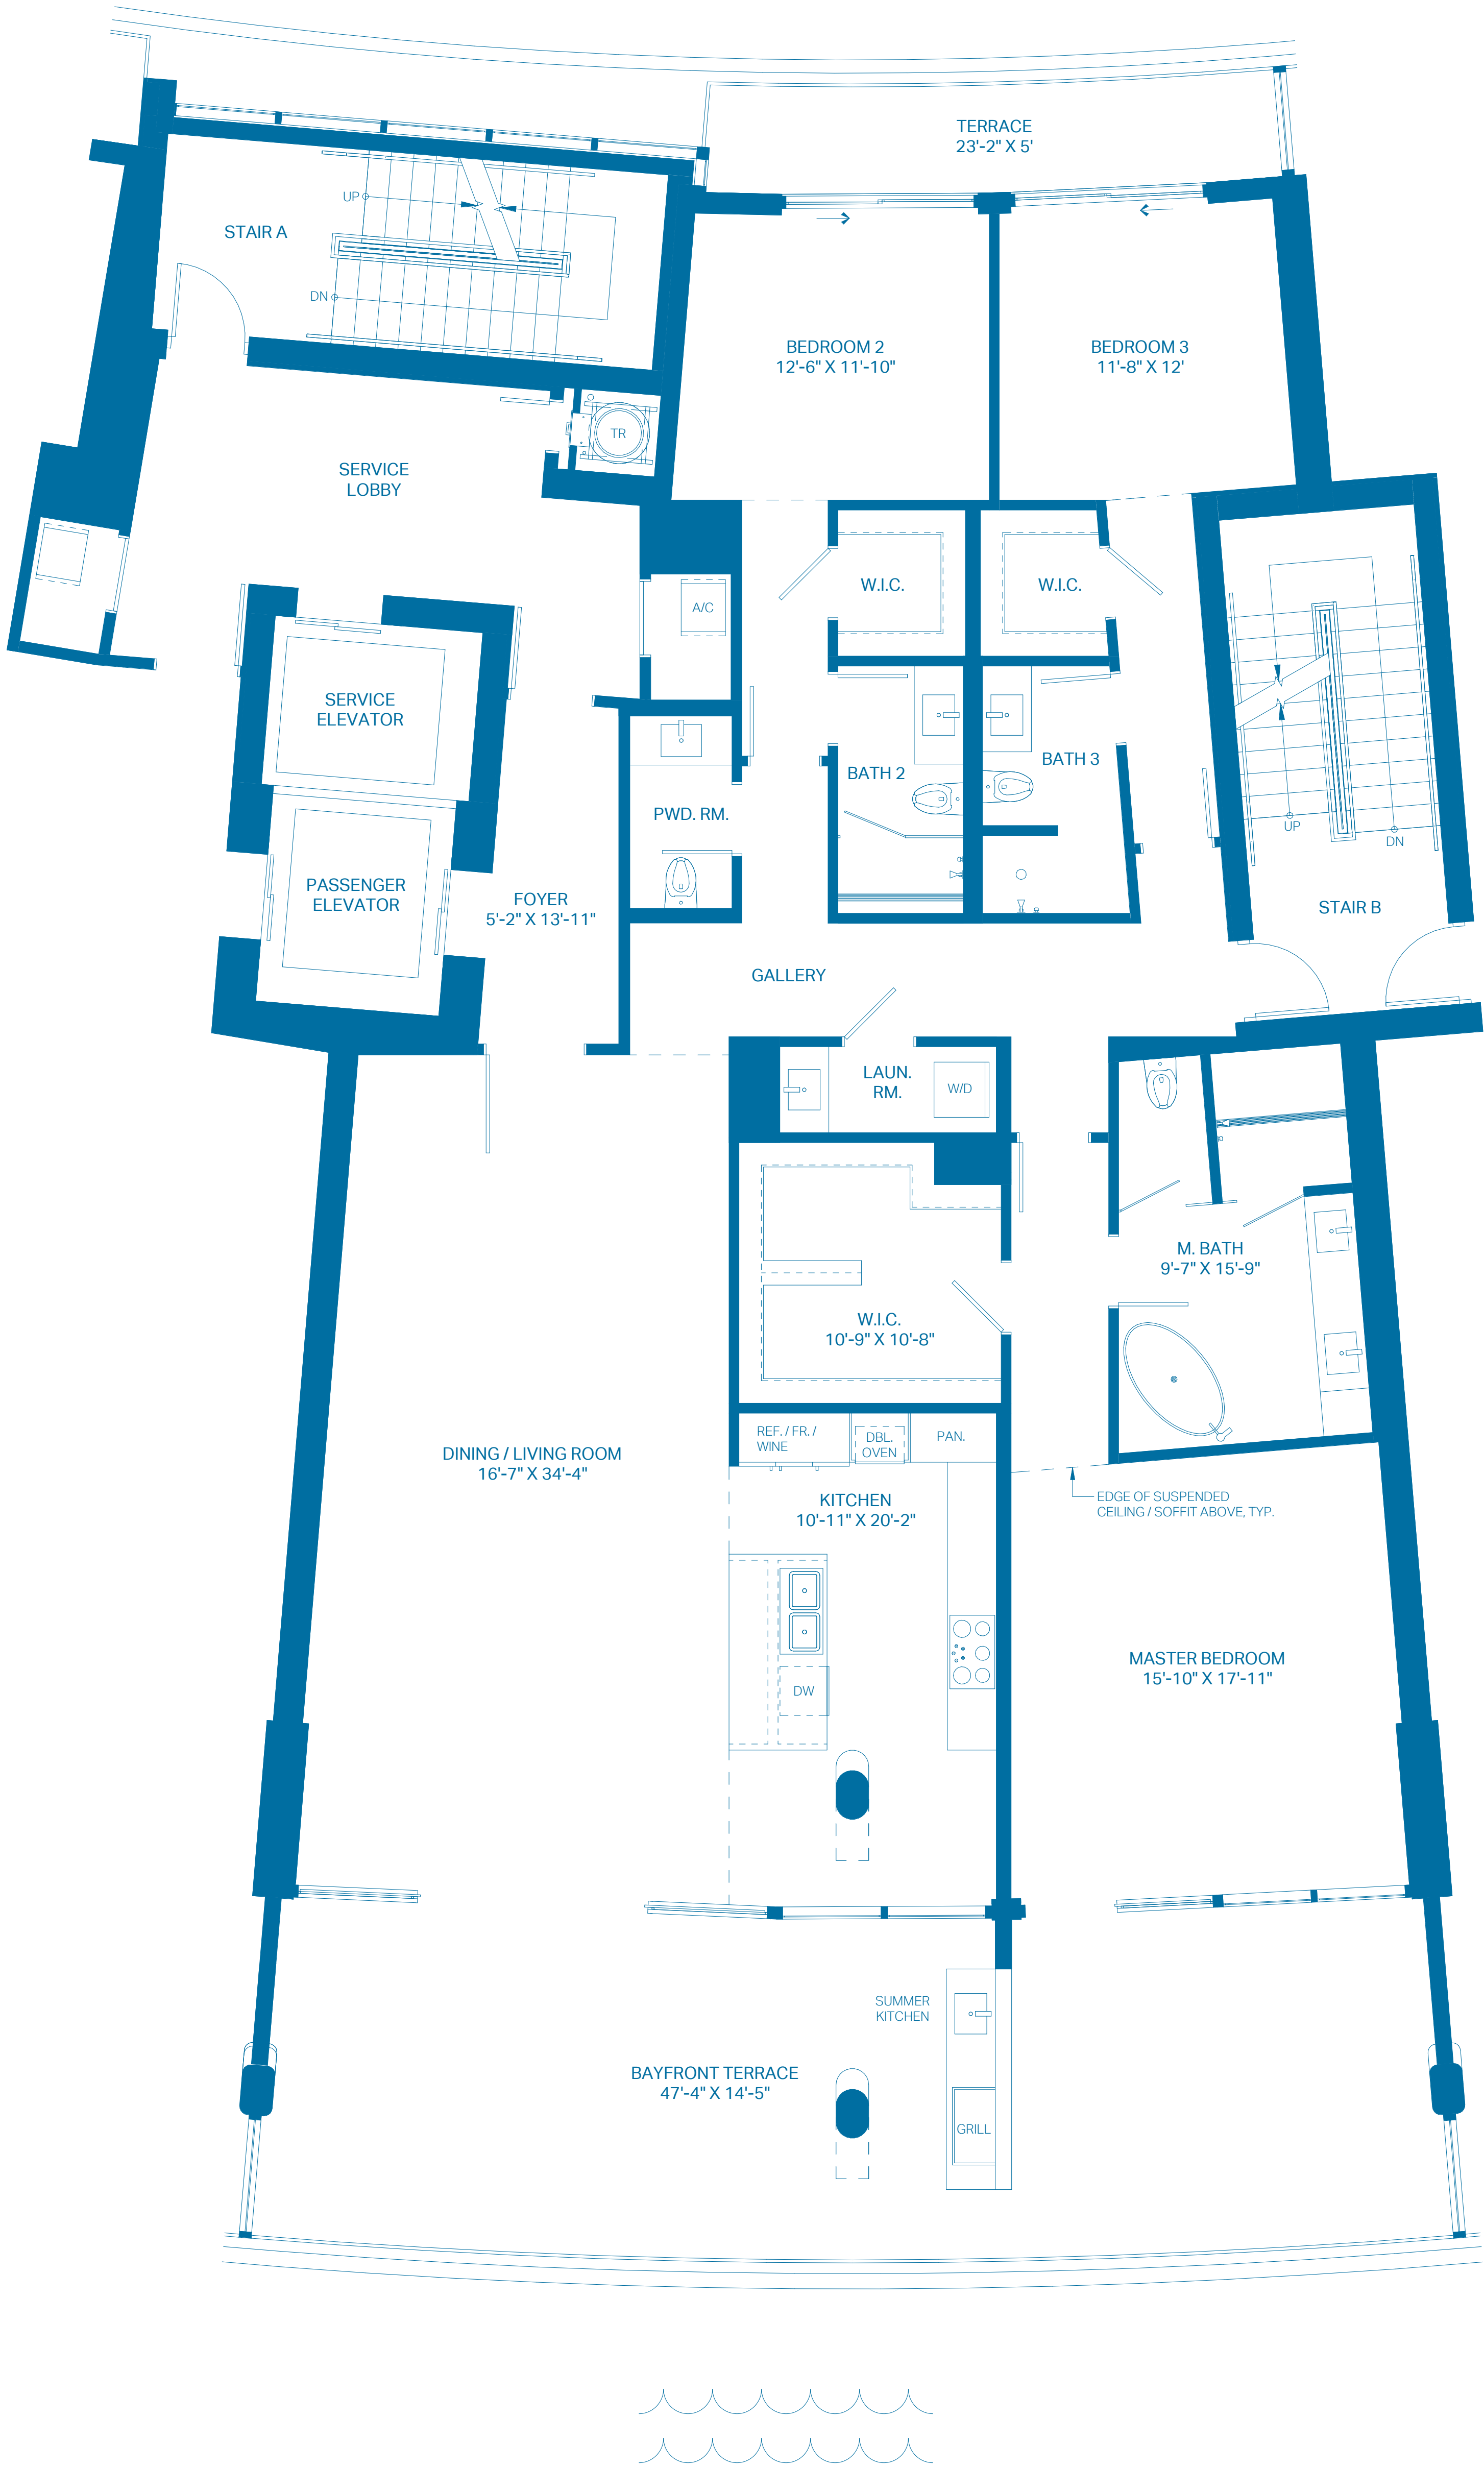 TERRACE
23'-2" X 5'
UP
STAIR A
DN
BEDROOM 2
12'-6" X 11'-10"
BEDROOM 3
11'-8" X 12'
TR
SERVICE
LOBBY
A/C
W.I.C.
W.I.C.
SERVICE
ELEVATOR
BATH 2
BATH 3
PWD. RM.
UP
DN
PASSENGER
ELEVATOR
FOYER
5'-2" X 13'-11"
STAIR B
GALLERY
LAUN.
RM.
W/D
M. BATH
9'-7" X 15'-9"
W.I.C.
10'-9" X 10'-8"
REF. / FR. /
WINE
DBL.
OVEN
PAN.
DINING / LIVING ROOM
16'-7" X 34'-4"
KITCHEN
10'-11" X 20'-2"
EDGE OF SUSPENDED
CEILING / SOFFIT ABOVE, TYP.
DW
MASTER BEDROOM
15'-10" X 17'-11"
SUMMER
KITCHEN
BAYFRONT TERRACE
47'-4" X 14'-5"
GRILL